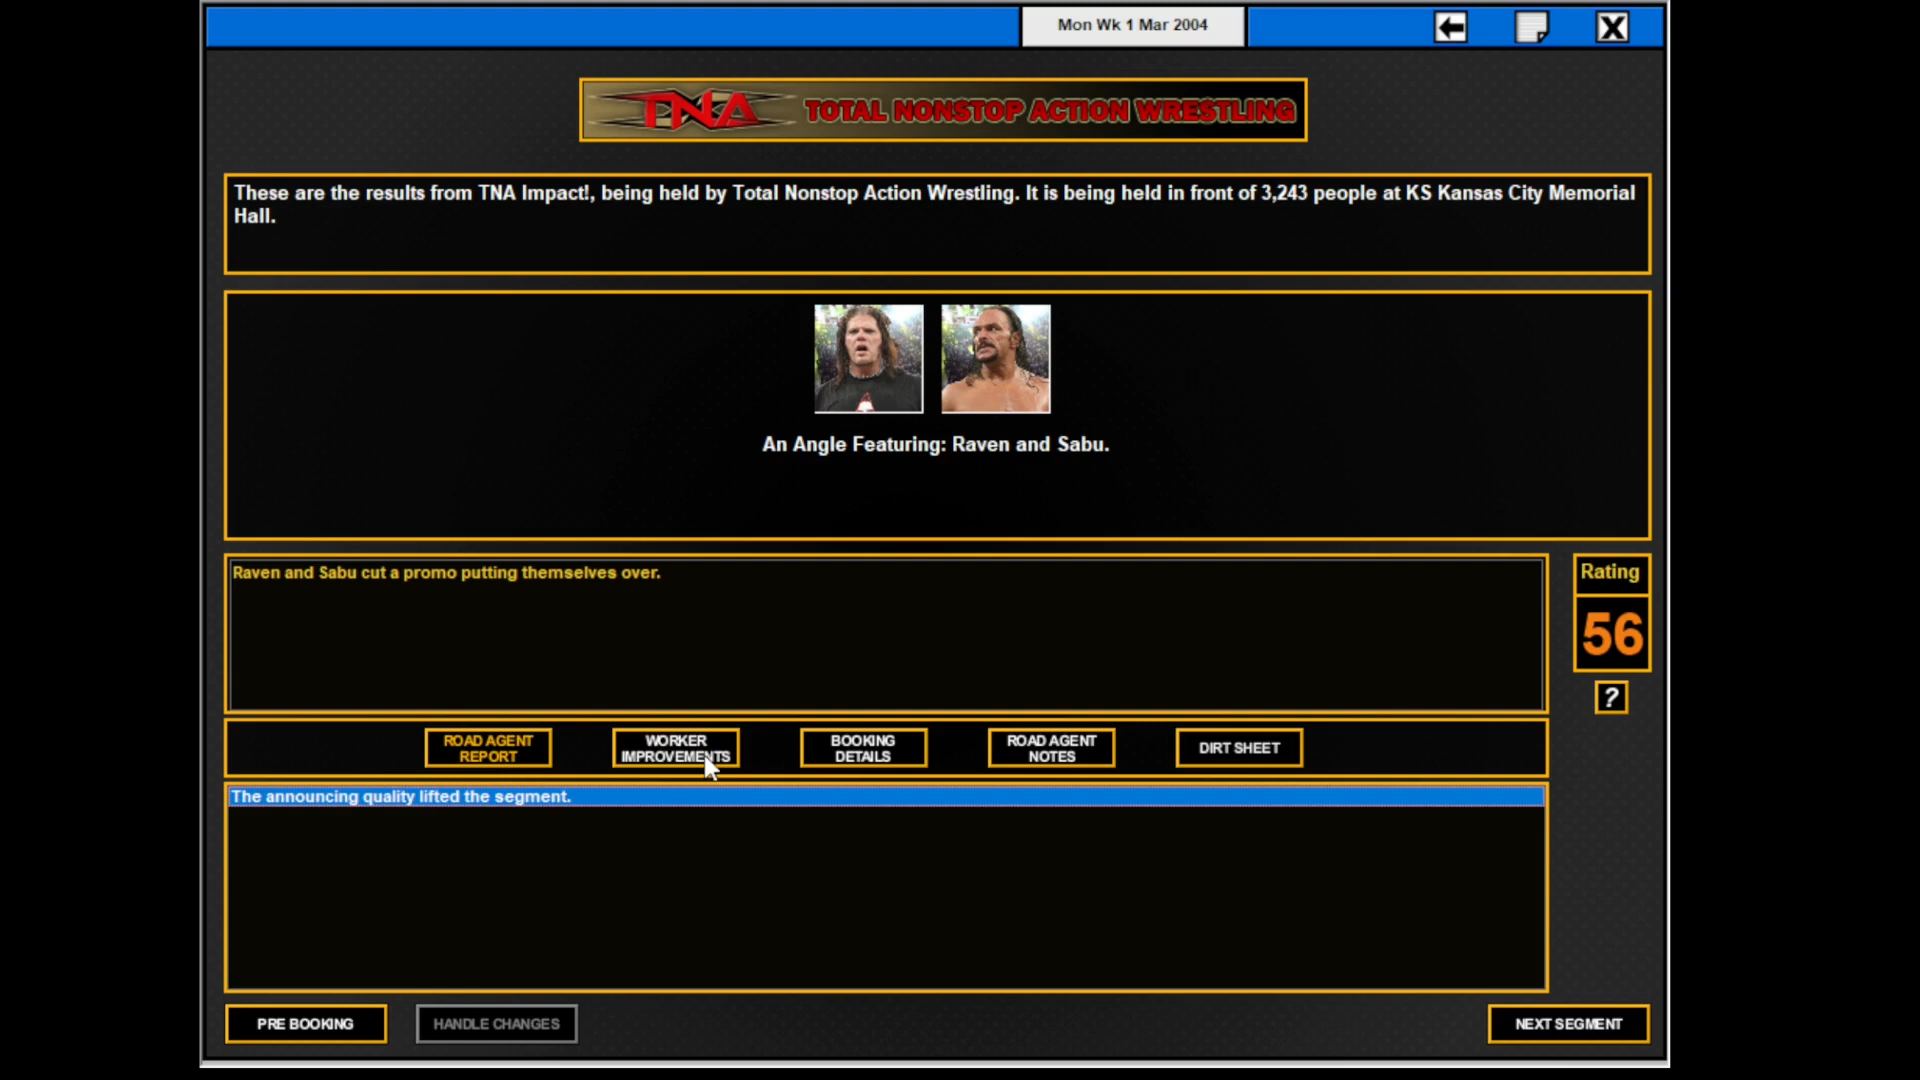 Mon Wk 1 Mar 2004
TNA TOTAL NONSTOP ACTION WRESTLING
These are the results from TNA Impact!, being held by Total Nonstop Action Wrestling. It is being held in front of 3,243 people at KS Kansas City Memorial
Hall.
An Angle Featuring: Raven and Sabu.
Raven and Sabu cut a promo putting themselves over.
Rating
56
?
ROAD AGENT
REPORT
WORKER
IMPROVEMENTS
BOOKING
DETAILS
ROAD AGENT
NOTES
DIRT SHEET
The announcing quality lifted the segment.
PRE BOOKING
HANDLE CHANGES
NEXT SEGMENT